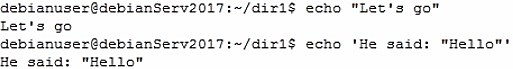 debianuser@debianServ2017:~/dir1$ echo "Let's go"
Let's go
debianuser@debianServ2017:~/dir1$ echo 'He said: "Hello"'
He said: "Hello"